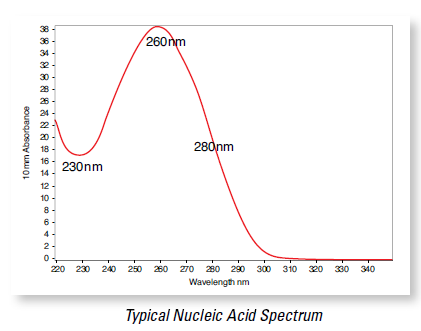 38
36
34
32
30
28
26
24
22
20
18
16
14
12
10
8
6
4
2
0
10 mm Absorbance
260nm
280nm
230nm
220 230 240 250 260 270 280 290 300 310 320 330 340
Wavelength nm
Typical Nucleic Acid Spectrum